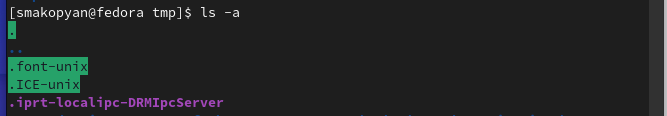 [smakopyan@fedora tmp]$ ls -a
.
..
.font-unix
.ICE-unix
.iprt-localipc-DRMIpcServer